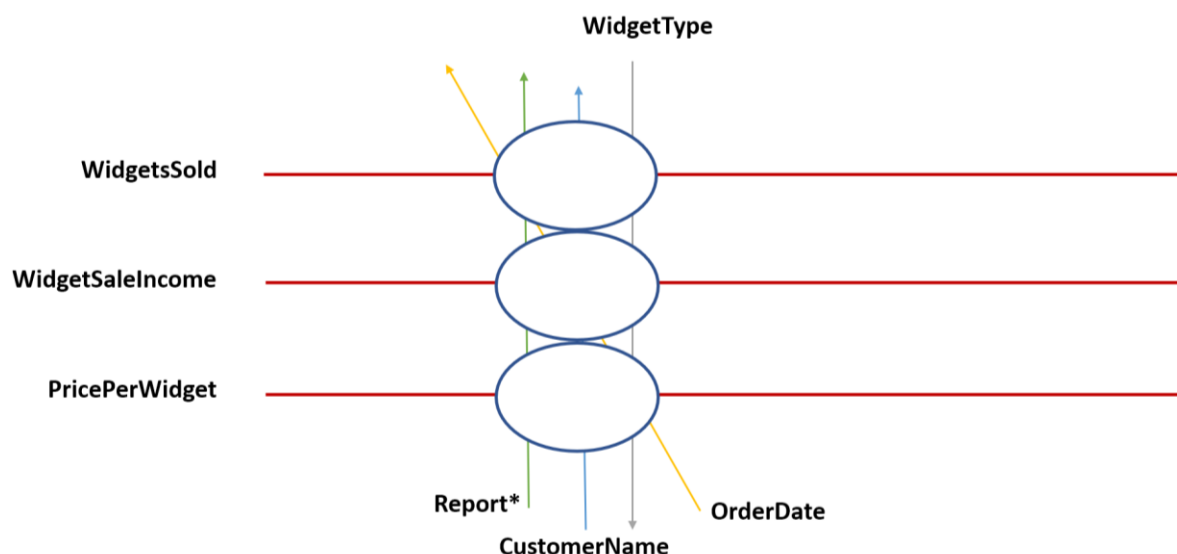 WidgetType
WidgetsSold
WidgetSaleIncome
PricePerWidget
Report*
OrderDate
CustomerName